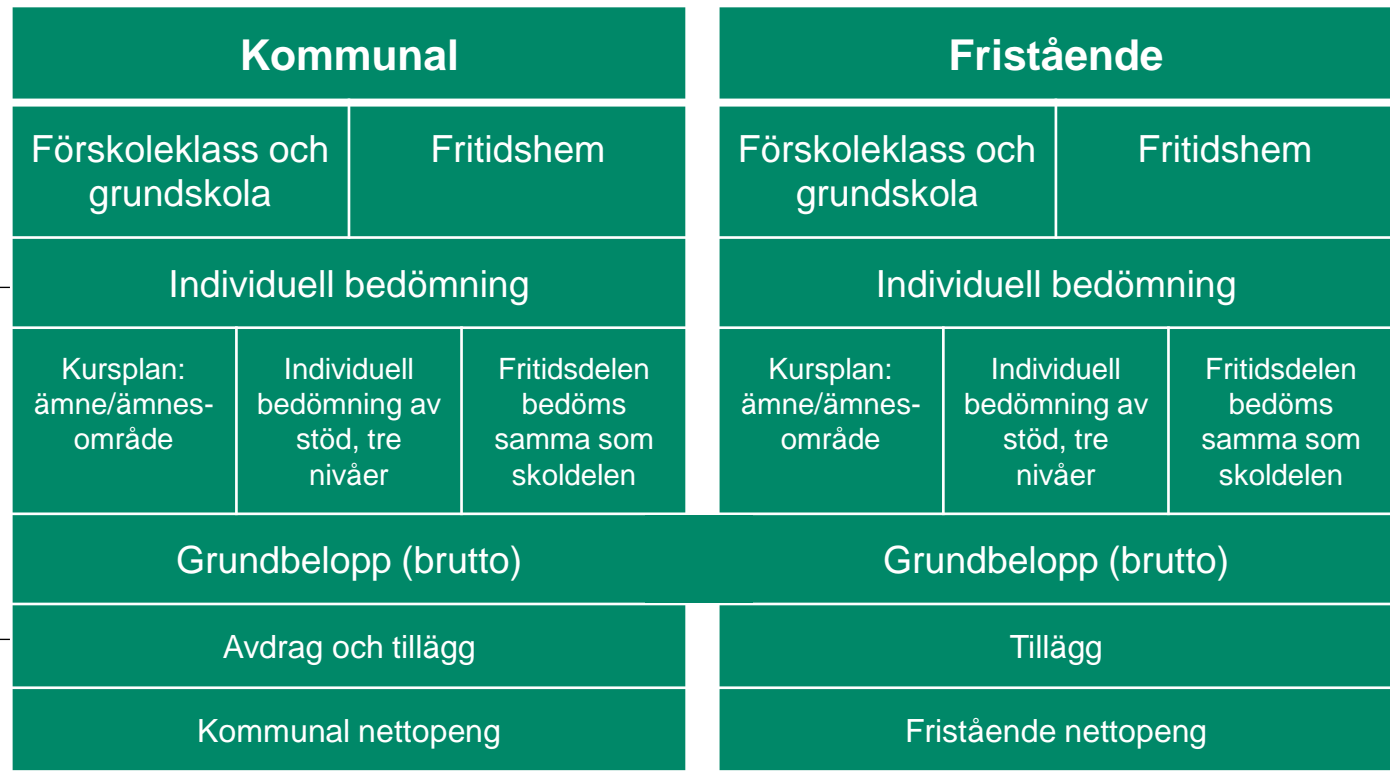 Kommunal
Förskoleklass och
grundskola
Fritidshem
Individuell bedömning
Kursplan:
ämne/ämnes-
område
Individuell
bedömning av
stöd, tre
nivåer
Fritidsdelen
bedöms
samma som
skoldelen
Grundbelopp (brutto)
Avdrag och tillägg
Kommunal nettopeng
Fristående
Förskoleklass och
grundskola
Fritidshem
Individuell bedömning
Kursplan:
ämne/ämnes-
område
Individuell
bedömning av
stöd, tre
nivåer
Fritidsdelen
bedöms
samma som
skoldelen
Grundbelopp (brutto)
Tillägg
Fristående nettopeng